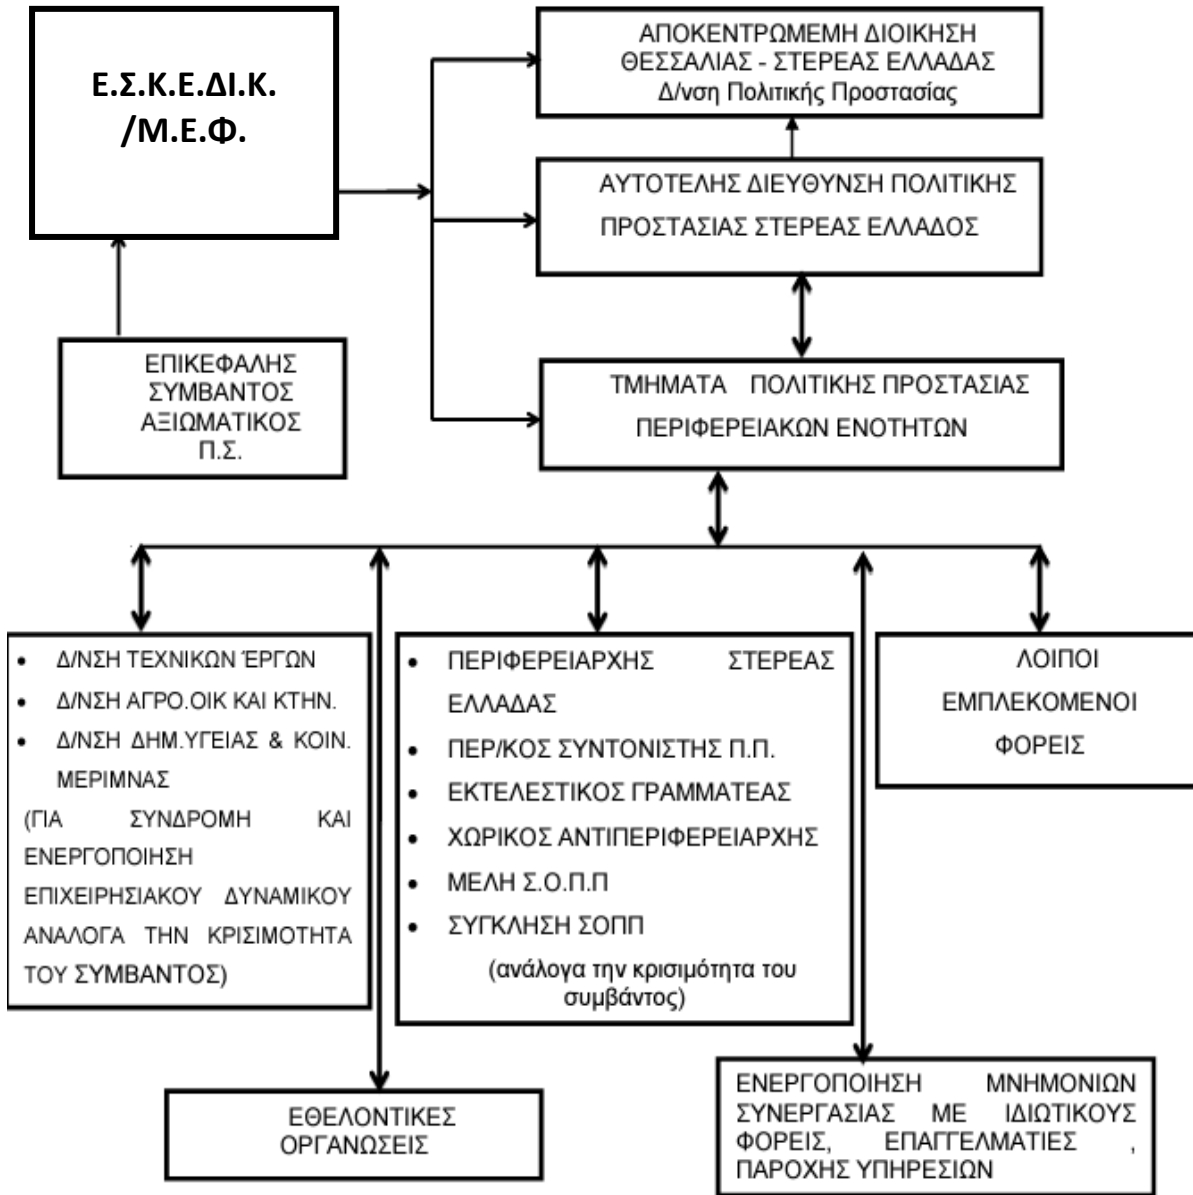 Ε.Σ.Κ.Ε.ΔΙ.Κ.
/Μ.Ε.Φ.
ΑΠΟΚΕΝΤΡΩΜΕΜΗ ΔΙΟΙΚΗΣΗ
ΘΕΣΣΑΛΙΑΣ - ΣΤΕΡΕΑΣ ΕΛΛΑΔΑΣ
Δ/νση Πολιτικής Προστασίας
ΑΥΤΟΤΕΛΗΣ ΔΙΕΥΘΥΝΣΗ ΠΟΛΙΤΙΚΗΣ
ΠΡΟΣΤΑΣΙΑΣ ΣΤΕΡΕΑΣ ΕΛΛΑΔΟΣ
ΕΠΙΚΕΦΑΛΗΣ
ΣΥΜΒΑΝΤΟΣ
ΑΞΙΩΜΑΤΙΚΟΣ
Π.Σ.
ΤΜΗΜΑΤΑ ΠΟΛΙΤΙΚΗΣ ΠΡΟΣΤΑΣΙΑΣ
ΠΕΡΙΦΕΡΕΙΑΚΩΝ ΕΝΟΤΗΤΩΝ
• Δ/ΝΣΗ ΤΕΧΝΙΚΩΝ ΈΡΓΩΝ
• Δ/ΝΣΗ ΑΓΡΟ.ΟΙΚ ΚΑΙ ΚΤΗΝ.
• Δ/ΝΣΗ ΔΗΜ.ΥΓΕΙΑΣ & ΚΟΙΝ.
ΜΕΡΙΜΝΑΣ
(ΓΙΑ ΣΥΝΔΡΟΜΗ ΚΑΙ
ΕΝΕΡΓΟΠΟΙΗΣΗ
ΕΠΙΧΕΙΡΗΣΙΑΚΟΥ ΔΥΝΑΜΙΚΟΥ
ΑΝΑΛΟΓΑ ΤΗΝ ΚΡΙΣΙΜΟΤΗΤΑ
ΤΟΥ ΣΥΜΒΑΝΤΟΣ)
• ΠΕΡΙΦΕΡΕΙΑΡΧΗΣ ΣΤΕΡΕΑΣ
ΕΛΛΑΔΑΣ
• ΠΕΡ/ΚΟΣ ΣΥΝΤΟΝΙΣΤΗΣ Π.Π.
• ΕΚΤΕΛΕΣΤΙΚΟΣ ΓΡΑΜΜΑΤΕΑΣ
• ΧΩΡΙΚΟΣ ΑΝΤΙΠΕΡΙΦΕΡΕΙΑΡΧΗΣ
• ΜΕΛΗ Σ.Ο.Π.Π
• ΣΥΓΚΛΗΣΗ ΣΟΠΠ
(ανάλογα την κρισιμότητα του
συμβάντος)
ΛΟΙΠΟΙ
ΕΜΠΛΕΚΟΜΕΝΟΙ
ΦΟΡΕΙΣ
ΕΘΕΛΟΝΤΙΚΕΣ
ΟΡΓΑΝΩΣΕΙΣ
ΕΝΕΡΓΟΠΟΙΗΣΗ ΜΝΗΜΟΝΙΩΝ
ΣΥΝΕΡΓΑΣΙΑΣ ΜΕ ΙΔΙΩΤΙΚΟΥΣ
ΦΟΡΕΙΣ, ΕΠΑΓΓΕΛΜΑΤΙΕΣ ,
ΠΑΡΟΧΗΣ ΥΠΗΡΕΣΙΩΝ